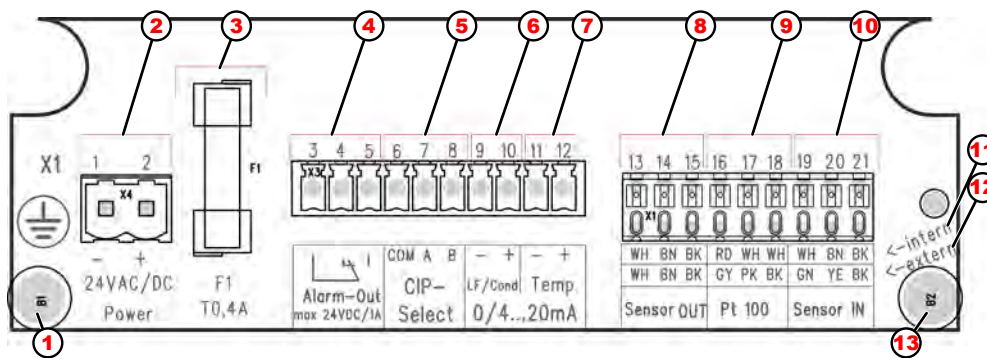 2 3 4 5 6 7 8 9 10
X1 1 2 3 4 5 6 7 8 9 10 11 12 13 14 15 16 17 18 19 20 21
X4 F1 X3 X1
11
12
<-intern
<-extern
- + COM A B - + - + WH BN BK RD WH WH WH BN BK
WH BN BK GY PK BK GN YE BK
24VAC/DC F1 Alarm-Out CIP- LF/Cond Temp.
Power T0,4A max 24VDC/1A Select 0/4...20mA Sensor OUT Pt 100 Sensor IN
B1 B2
1 13